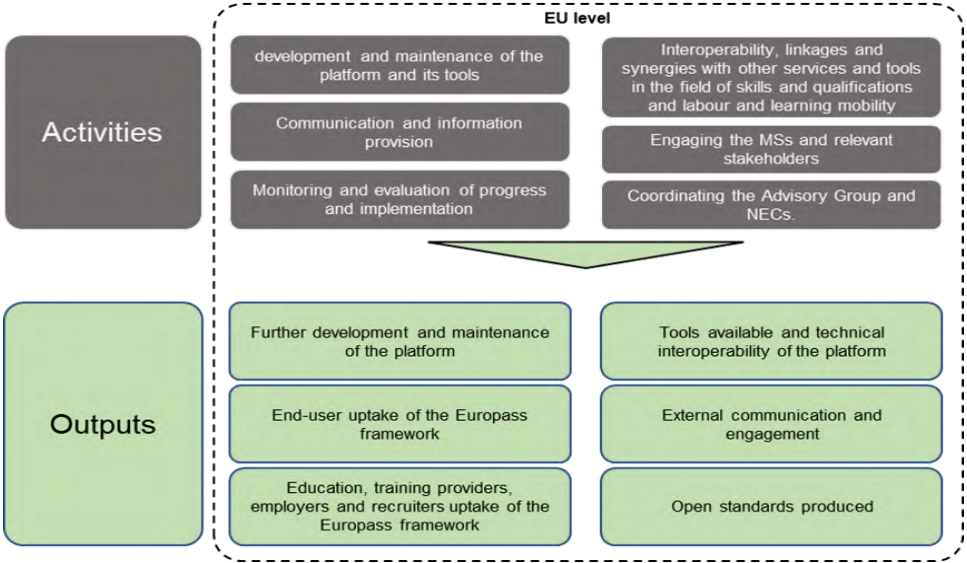 EU level
Activities
development and maintenance of the
platform and its tools
Communication and information
provision
Monitoring and evaluation of progress
and implementation
Interoperability, linkages and
synergies with other services and tools
in the field of skills and qualifications
and labour and learning mobility
Engaging the MSs and relevant
stakeholders
Coordinating the Advisory Group and
NECs.
Outputs
Further development and maintenance
of the platform
End-user uptake of the Europass
framework
Education, training providers,
employers and recruiters uptake of the
Europass framework
Tools available and technical
interoperability of the platform
External communication and
engagement
Open standards produced